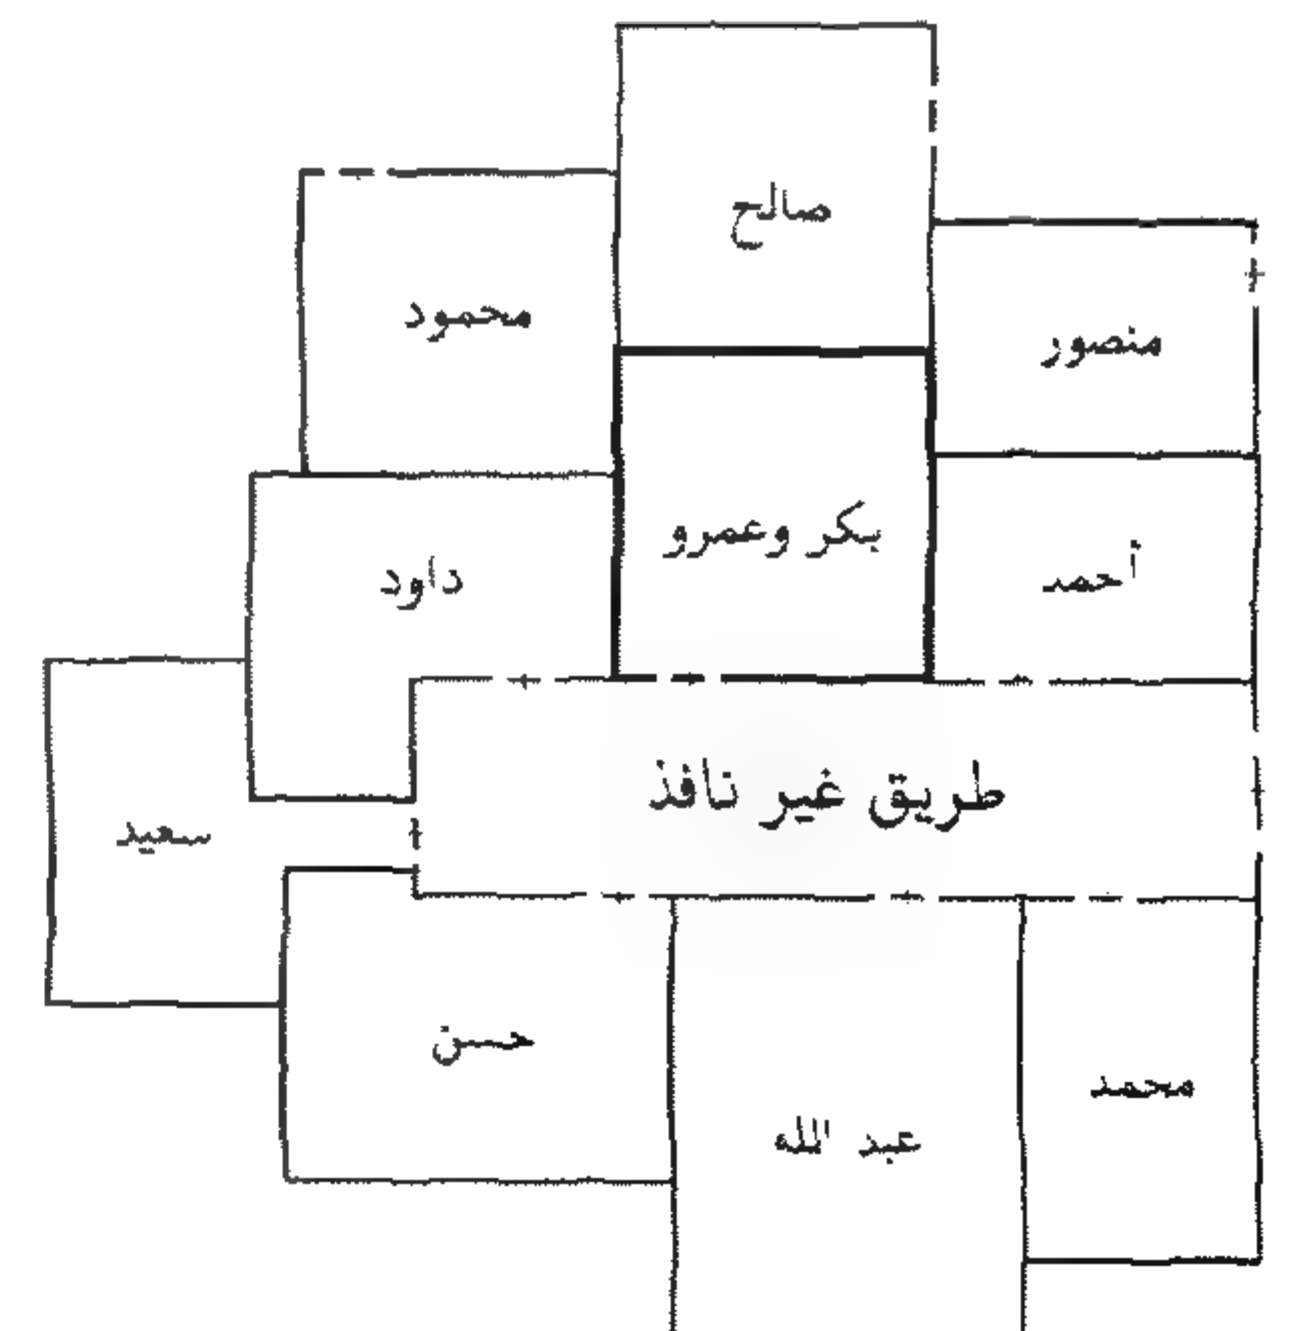 صالح
محمود
منصور
بكر وعمرو
أحمد
داود
طريق غير نافذ
سعيد
حسن
محمد
عبد الله